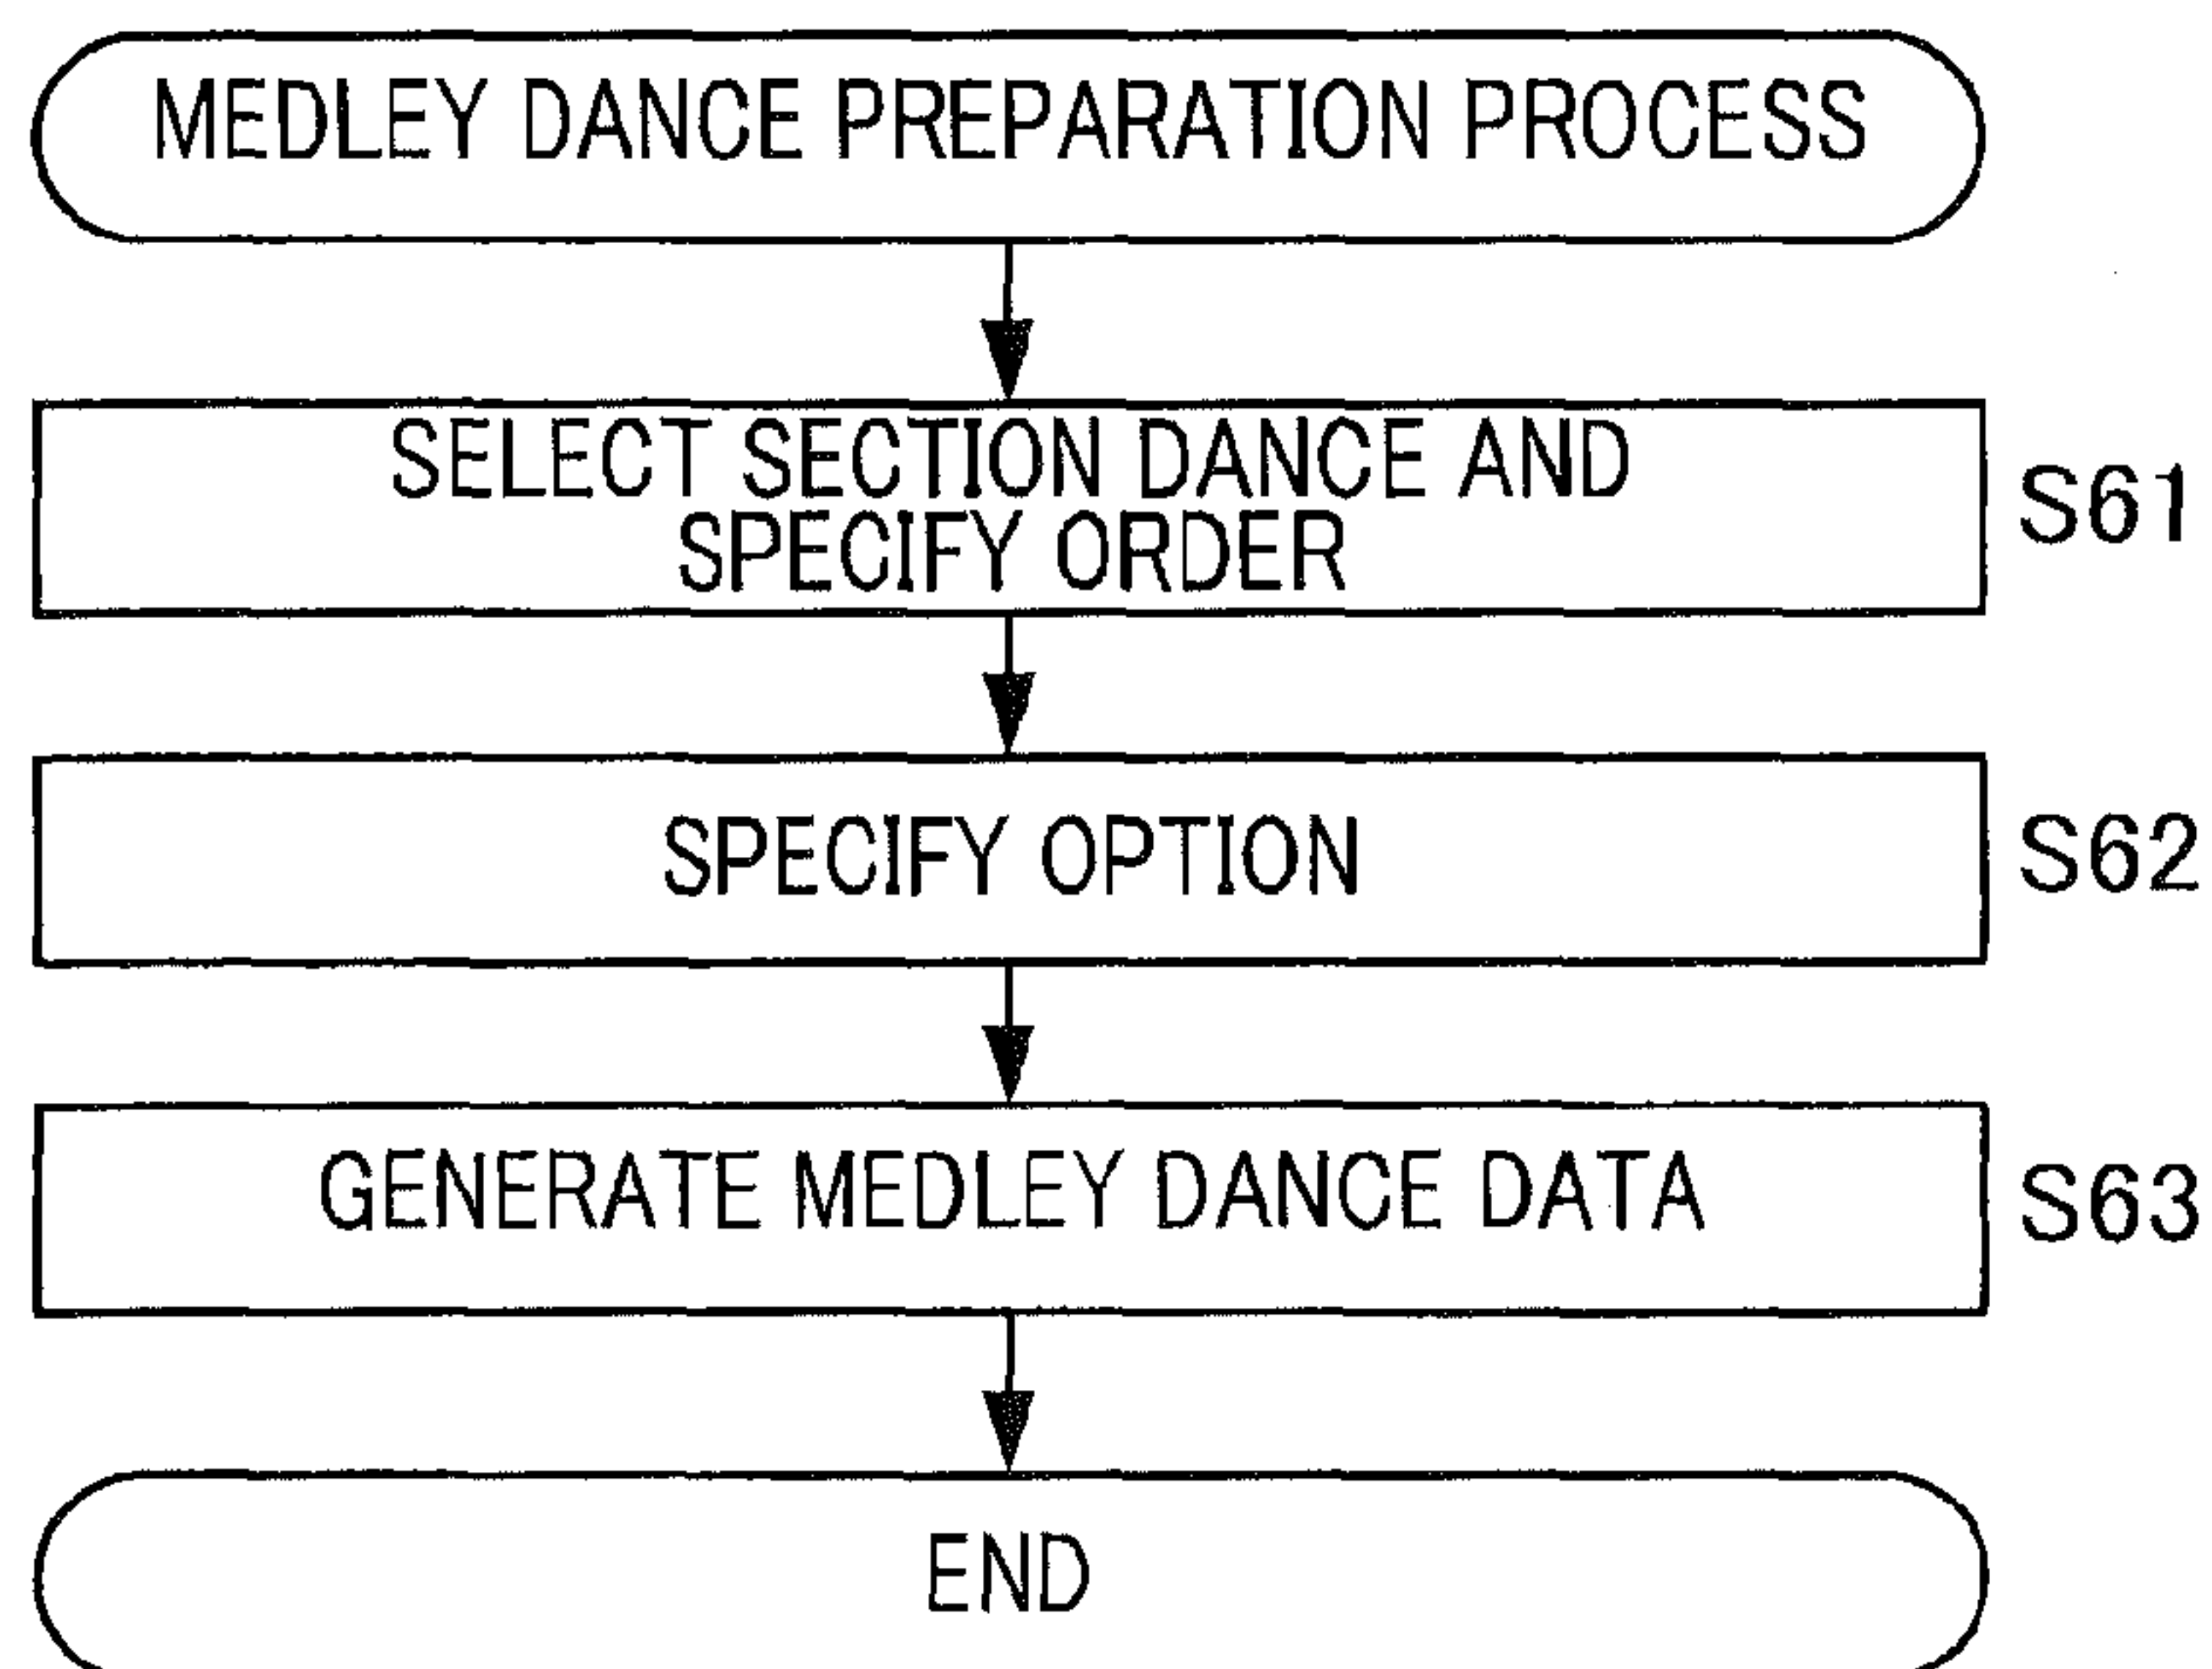 MEDLEY DANCE PREPARATION PROCESS
SELECT SECTION DANCE AND
SPECIFY ORDER
S61
SPECIFY OPTION
S62
GENERATE MEDLEY DANCE DATA
S63
END